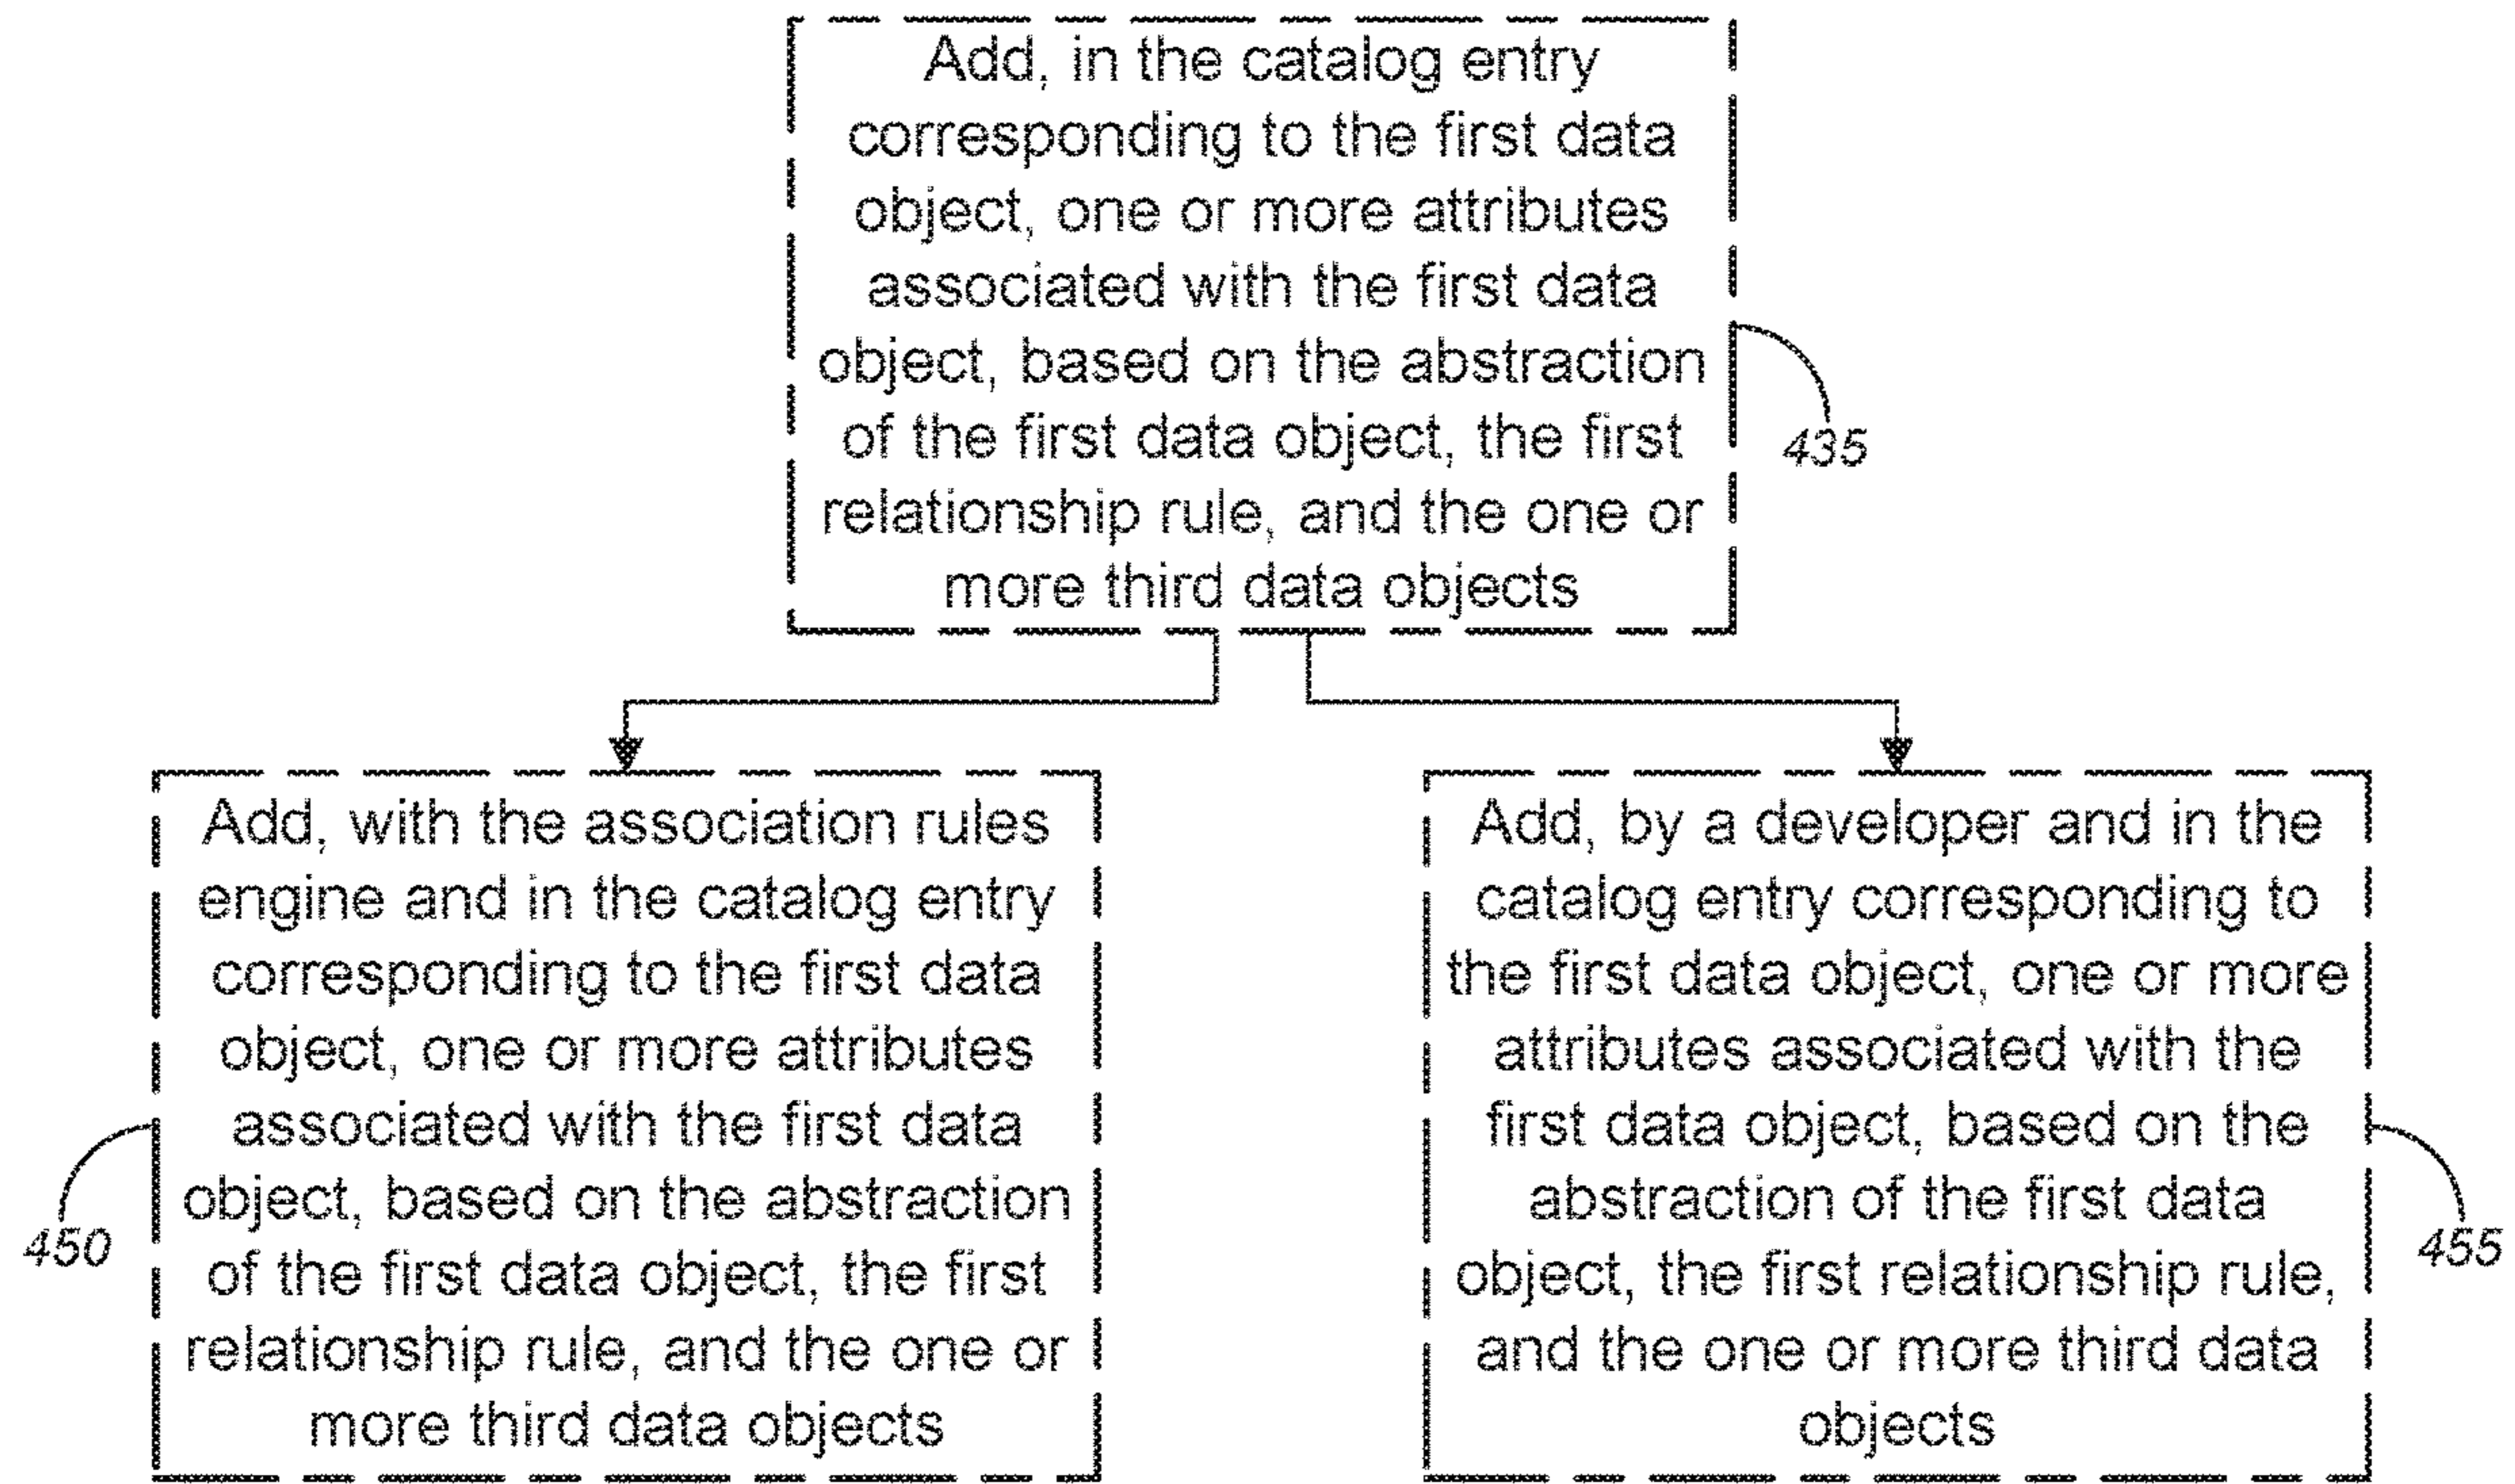 Add, in the catalog entry
corresponding to the first data
object, one or more attributes
associated with the first data
object, based on the abstraction
of the first data object, the first
relationship rule, and the one or
more third data objects
435
Add, with the association rules
engine and in the catalog entry
corresponding to the first data
object, one or more attributes
associated with the first data
object, based on the abstraction
of the first data object, the first
relationship rule, and the one or
more third data objects
450
Add, by a developer and in the
catalog entry corresponding to
the first data object, one or more
attributes associated with the
first data object, based on the
abstraction of the first data
object, the first relationship rule,
and the one or more third data
objects
455